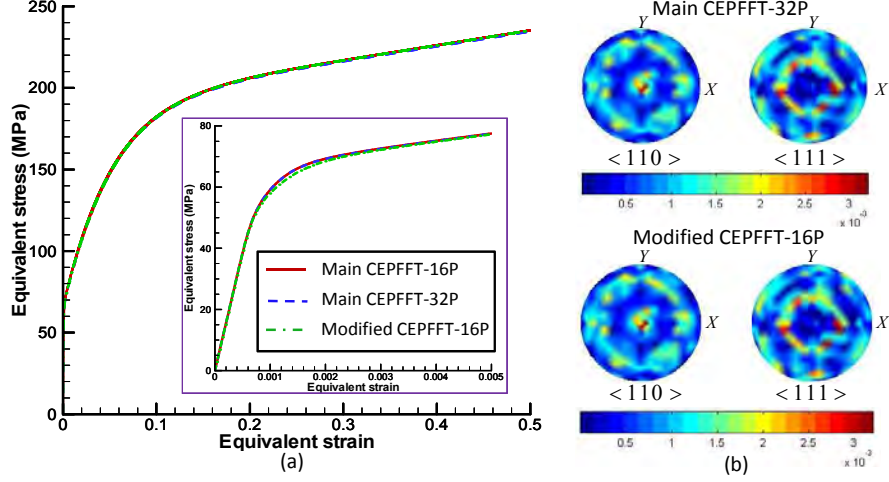 250
200
150
100
50
0
Equivalent stress (MPa)
0
0.1
0.2
0.3
0.4
0.5
Equivalent strain
(a)
80
60
40
20
0
Equivalent stress (MPa)
0
0.001
0.002
0.003
0.004
0.005
Equivalent strain
Main CEPFFT-16P
Main CEPFFT-32P
Modified CEPFFT-16P
Main CEPFFT-32P
Y
Y
X
X
<110>
<111>
0.5
1
1.5
2
2.5
3
x 10⁻³
Modified CEPFFT-16P
Y
Y
X
X
<110>
<111>
0.5
1
1.5
2
2.5
3
x 10⁻³
(b)